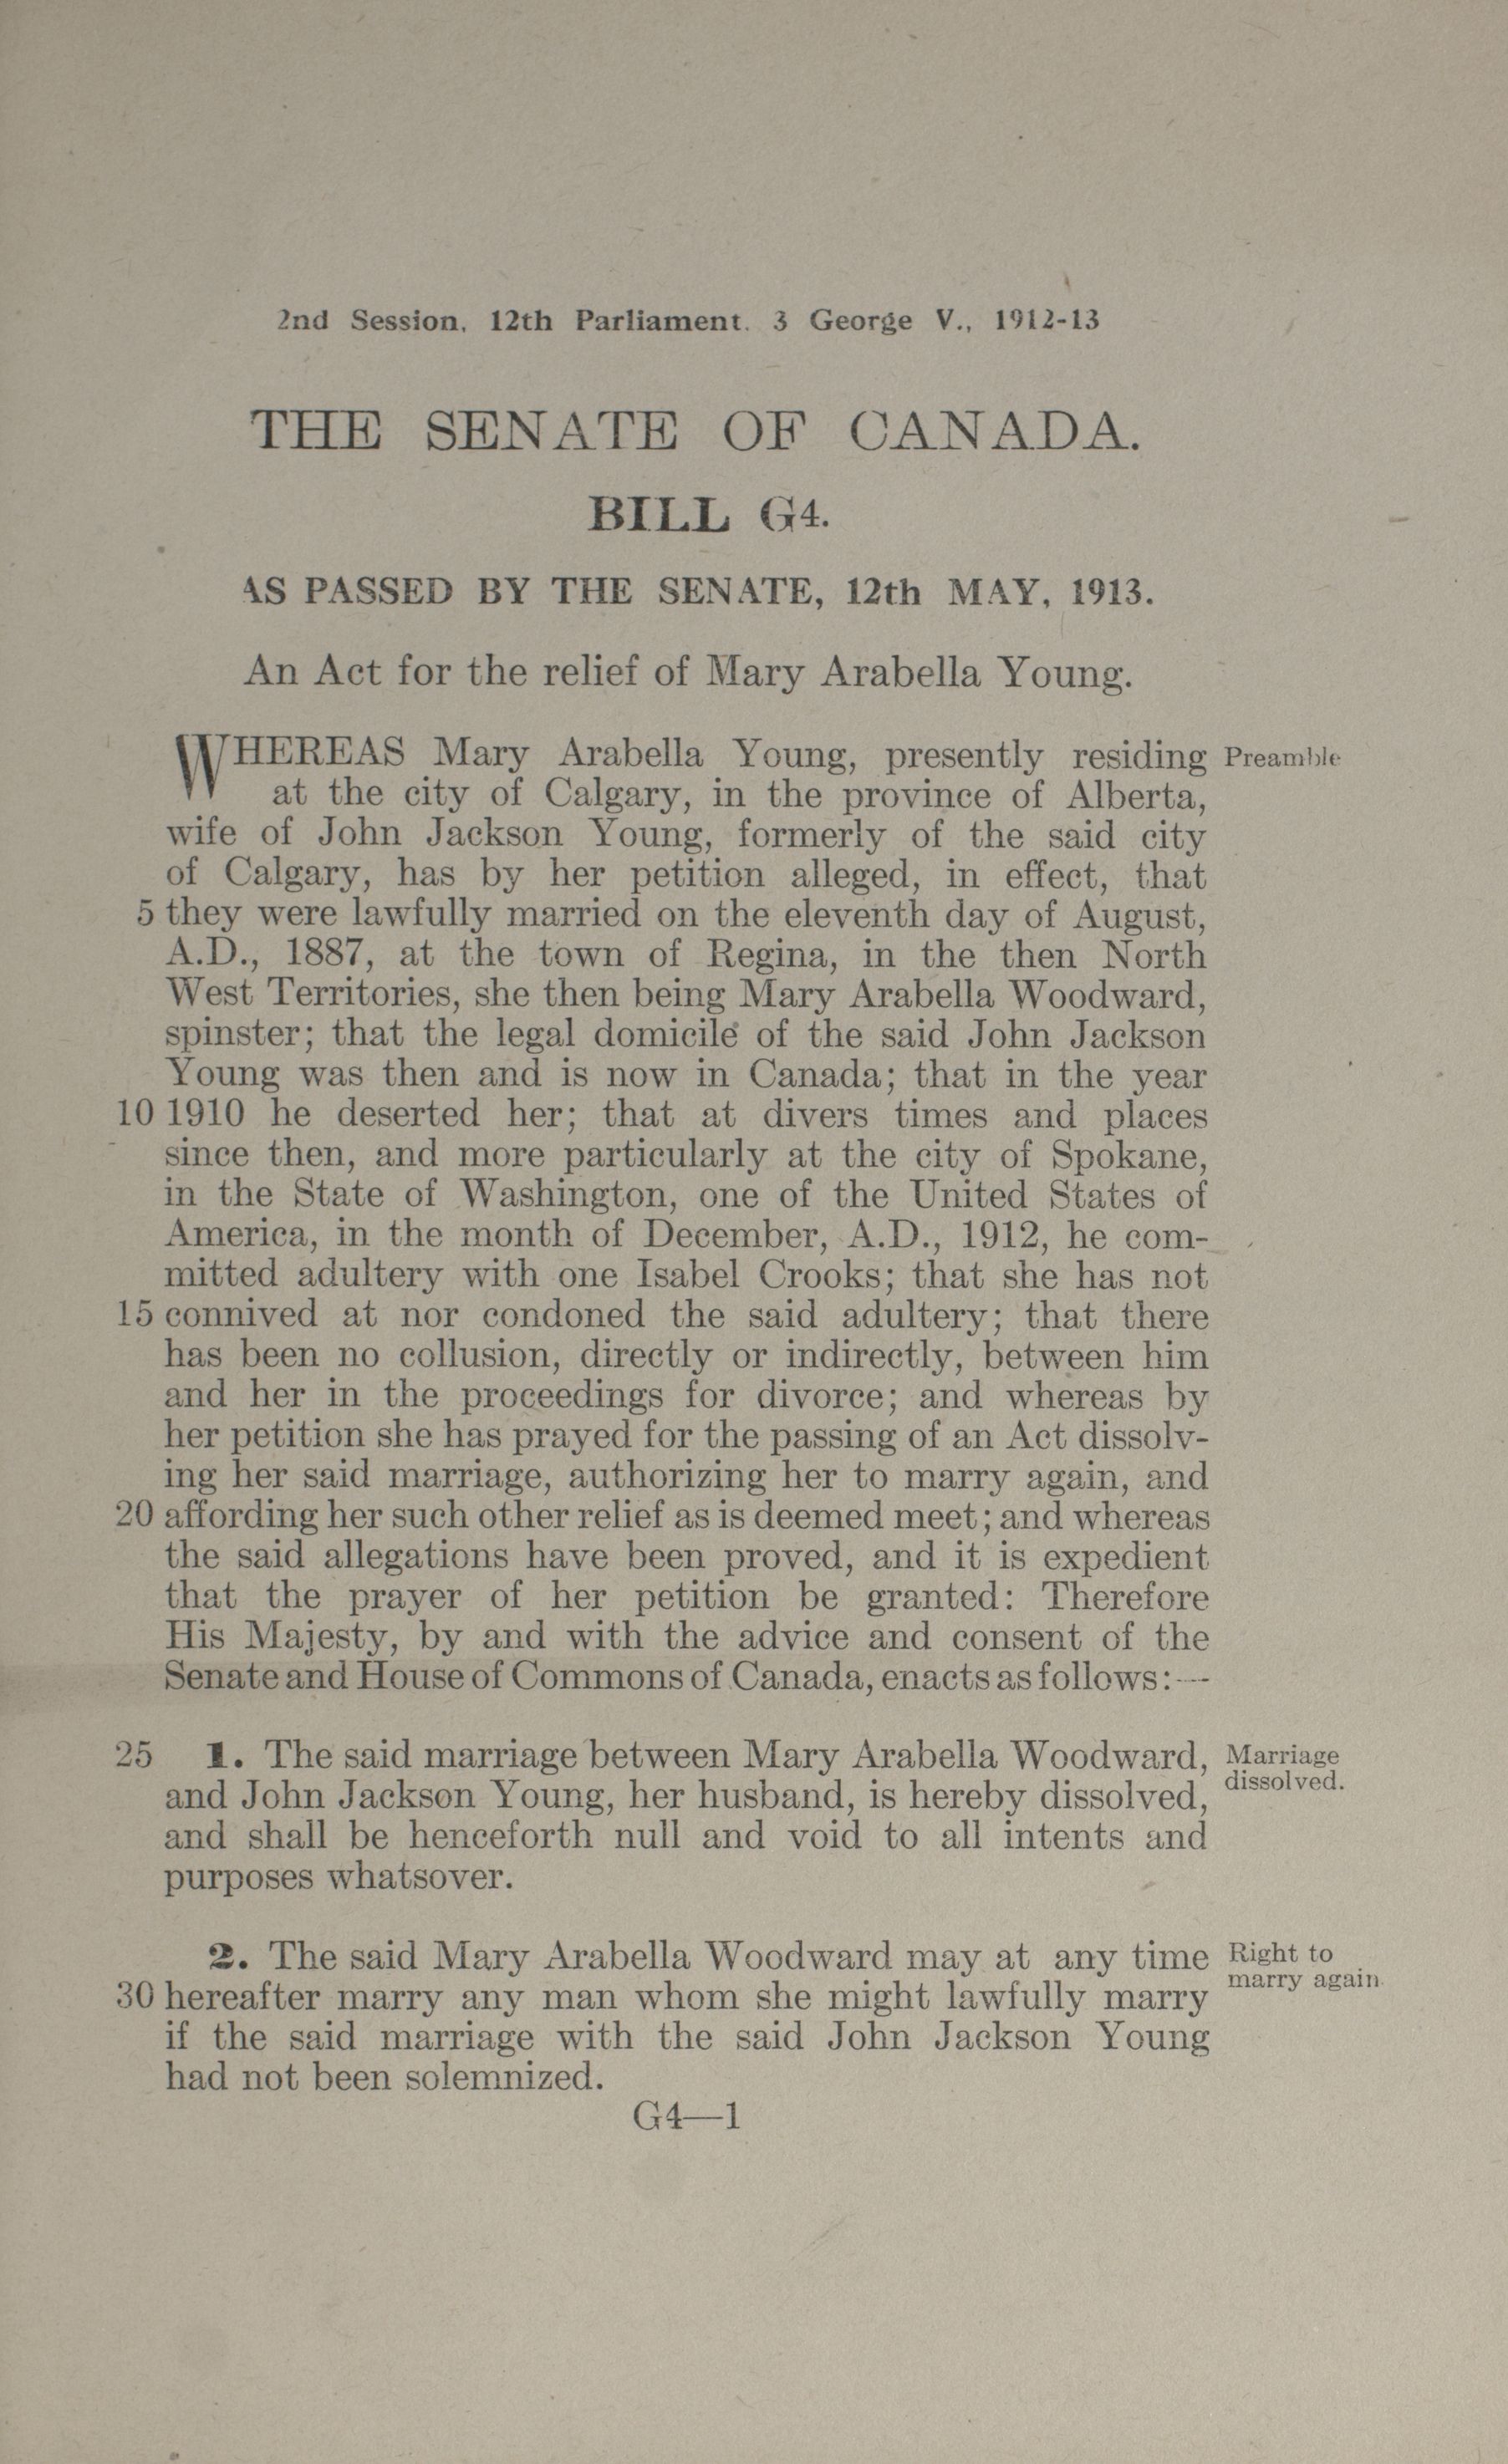 2nd Session, 12th Parliament. 3 George V., 1912-13
THE SENATE OF CANADA.
BILL G4.
AS PASSED BY THE SENATE, 12th MAY, 1913.
An Act for the relief of Mary Arabella Young.
WHEREAS Mary Arabella Young, presently residing Preamble
at the city of Calgary, in the province of Alberta,
wife of John Jackson Young, formerly of the said city
of Calgary, has by her petition alleged, in effect, that
5 they were lawfully married on the eleventh day of August,
A.D., 1887, at the town of Regina, in the then North
West Territories, she then being Mary Arabella Woodward,
spinster; that the legal domicile of the said John Jackson
Young was then and is now in Canada; that in the year
10 1910 he deserted her; that at divers times and places
since then, and more particularly at the city of Spokane,
in the State of Washington, one of the United States of
America, in the month of December, A.D., 1912, he com-
mitted adultery with one Isabel Crooks; that she has not
15 connived at nor condoned the said adultery; that there
has been no collusion, directly or indirectly, between him
and her in the proceedings for divorce; and whereas by
her petition she has prayed for the passing of an Act dissolv-
ing her said marriage, authorizing her to marry again, and
20 affording her such other relief as is deemed meet; and whereas
the said allegations have been proved, and it is expedient
that the prayer of her petition be granted: Therefore
His Majesty, by and with the advice and consent of the
Senate and House of Commons of Canada, enacts as follows:—
25 1. The said marriage between Mary Arabella Woodward, Marriage
and John Jackson Young, her husband, is hereby dissolved, dissolved.
and shall be henceforth null and void to all intents and
purposes whatsover.
2. The said Mary Arabella Woodward may at any time Right to
30 hereafter marry any man whom she might lawfully marry marry again.
if the said marriage with the said John Jackson Young
had not been solemnized.
G4—1